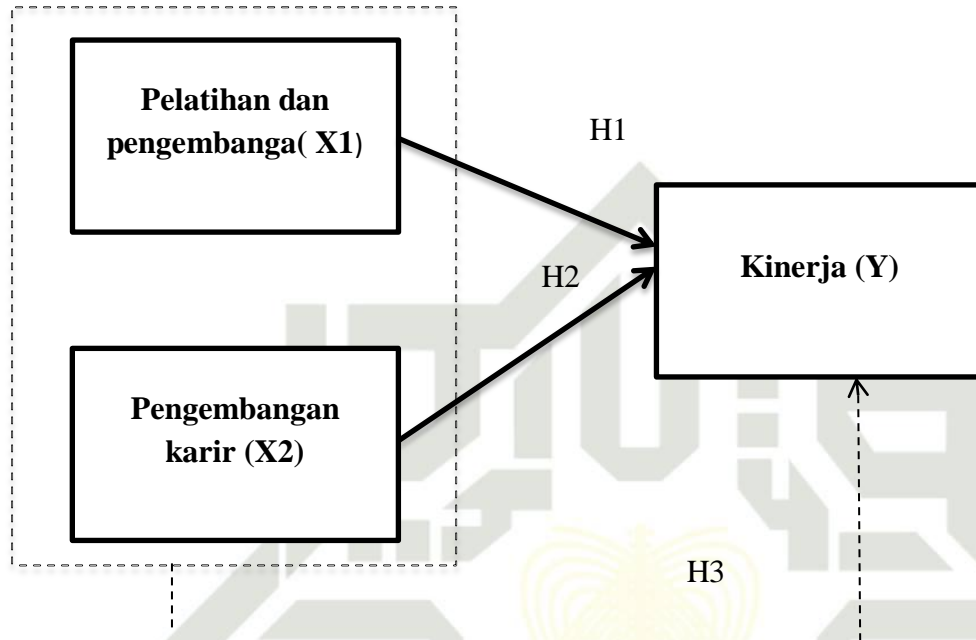 Pelatihan dan
pengembanga( X1)
H1
Kinerja (Y)
H2
Pengembangan
karir (X2)
H3